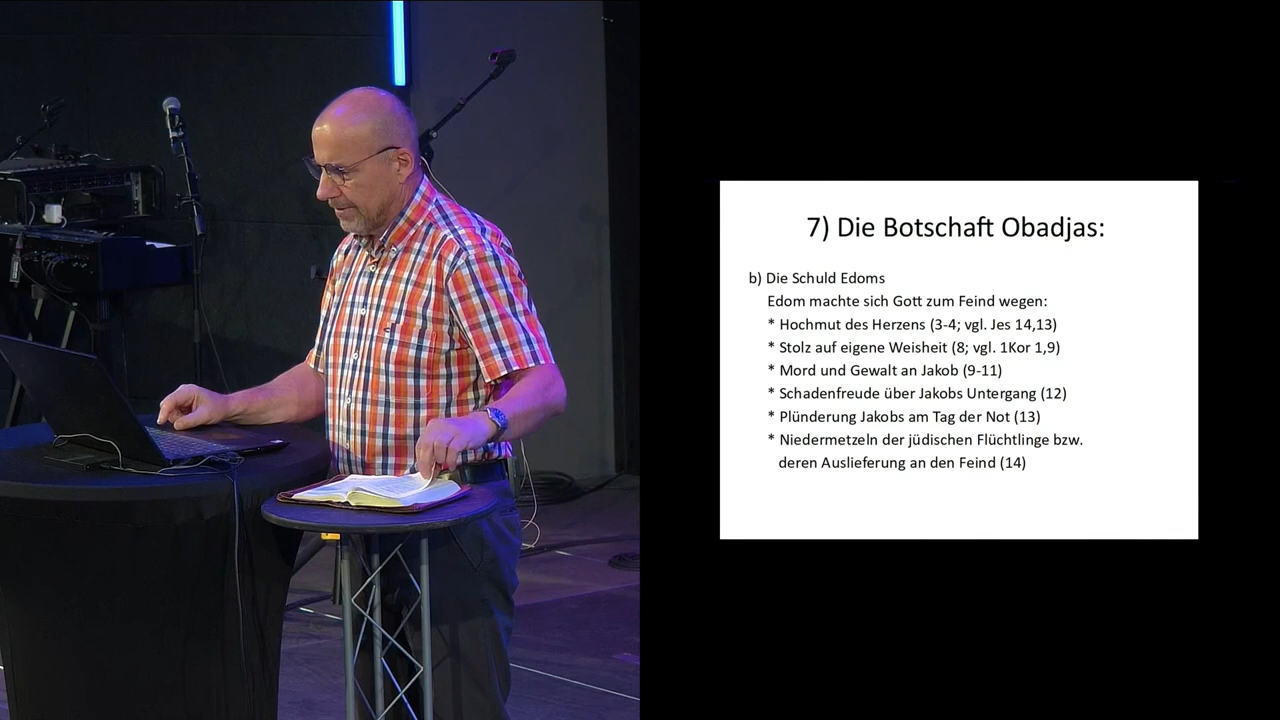 7) Die Botschaft Obadjas:
b) Die Schuld Edoms
Edom machte sich Gott zum Feind wegen:
* Hochmut des Herzens (3-4; vgl. Jes 14,13)
* Stolz auf eigene Weisheit (8; vgl. 1Kor 1,9)
* Mord und Gewalt an Jakob (9-11)
* Schadenfreude über Jakobs Untergang (12)
* Plünderung Jakobs am Tag der Not (13)
* Niedermetzeln der jüdischen Flüchtlinge bzw.
deren Auslieferung an den Feind (14)